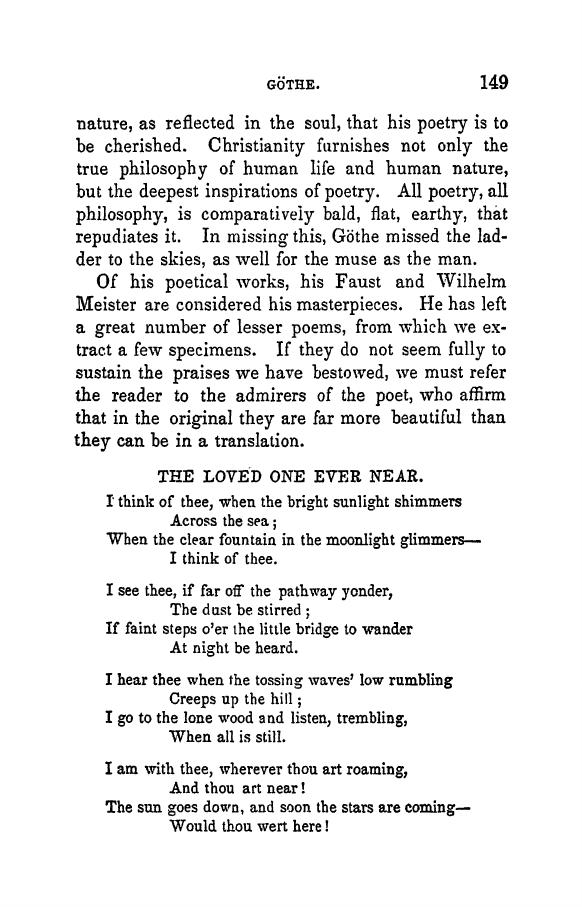 GÖTHE. 149
nature, as reflected in the soul, that his poetry is to
be cherished. Christianity furnishes not only the
true philosophy of human life and human nature,
but the deepest inspirations of poetry. All poetry, all
philosophy, is comparatively bald, flat, earthy, that
repudiates it. In missing this, Göthe missed the lad-
der to the skies, as well for the muse as the man.
Of his poetical works, his Faust and Wilhelm
Meister are considered his masterpieces. He has left
a great number of lesser poems, from which we ex-
tract a few specimens. If they do not seem fully to
sustain the praises we have bestowed, we must refer
the reader to the admirers of the poet, who affirm
that in the original they are far more beautiful than
they can be in a translation.
THE LOVED ONE EVER NEAR.
I think of thee, when the bright sunlight shimmers
Across the sea;
When the clear fountain in the moonlight glimmers—
I think of thee.
I see thee, if far off the pathway yonder,
The dust be stirred;
If faint steps o'er the little bridge to wander
At night be heard.
I hear thee when the tossing waves' low rumbling
Creeps up the hill;
I go to the lone wood and listen, trembling,
When all is still.
I am with thee, wherever thou art roaming,
And thou art near!
The sun goes down, and soon the stars are coming—
Would thou wert here!